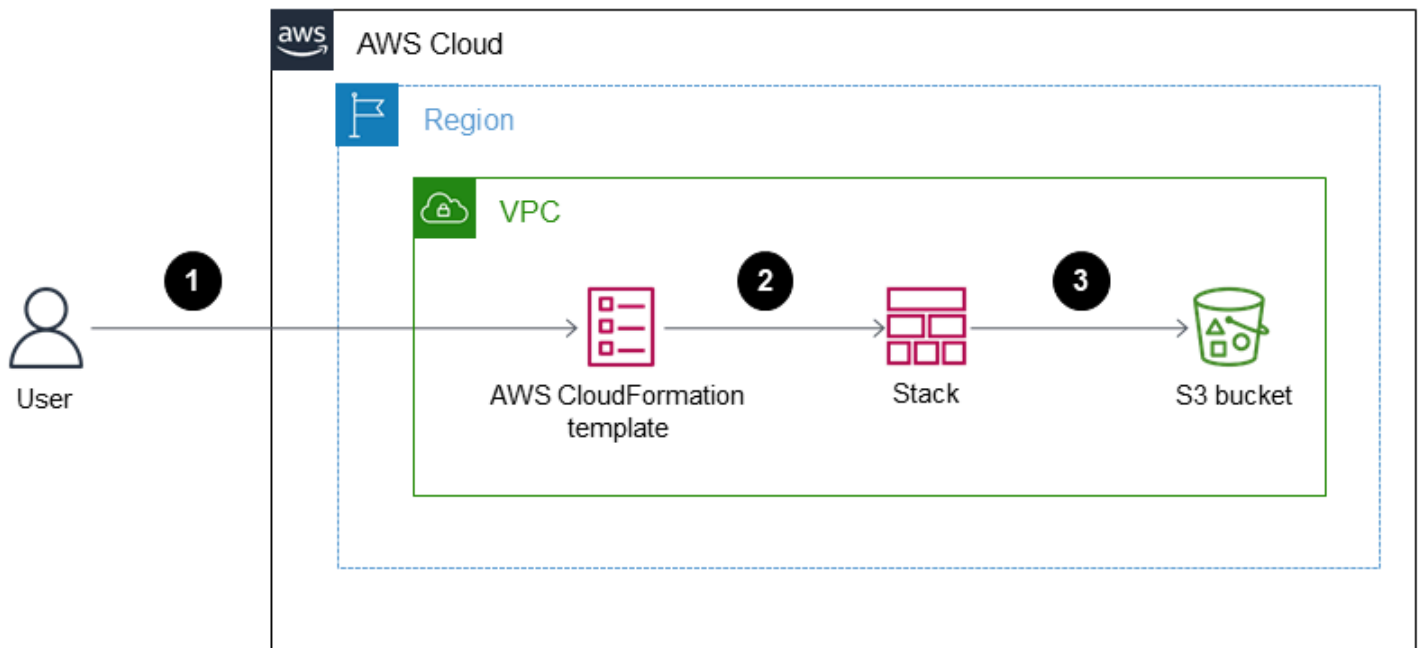 aws
AWS Cloud
Region
VPC
1
2
3
User
AWS CloudFormation
template
Stack
S3 bucket